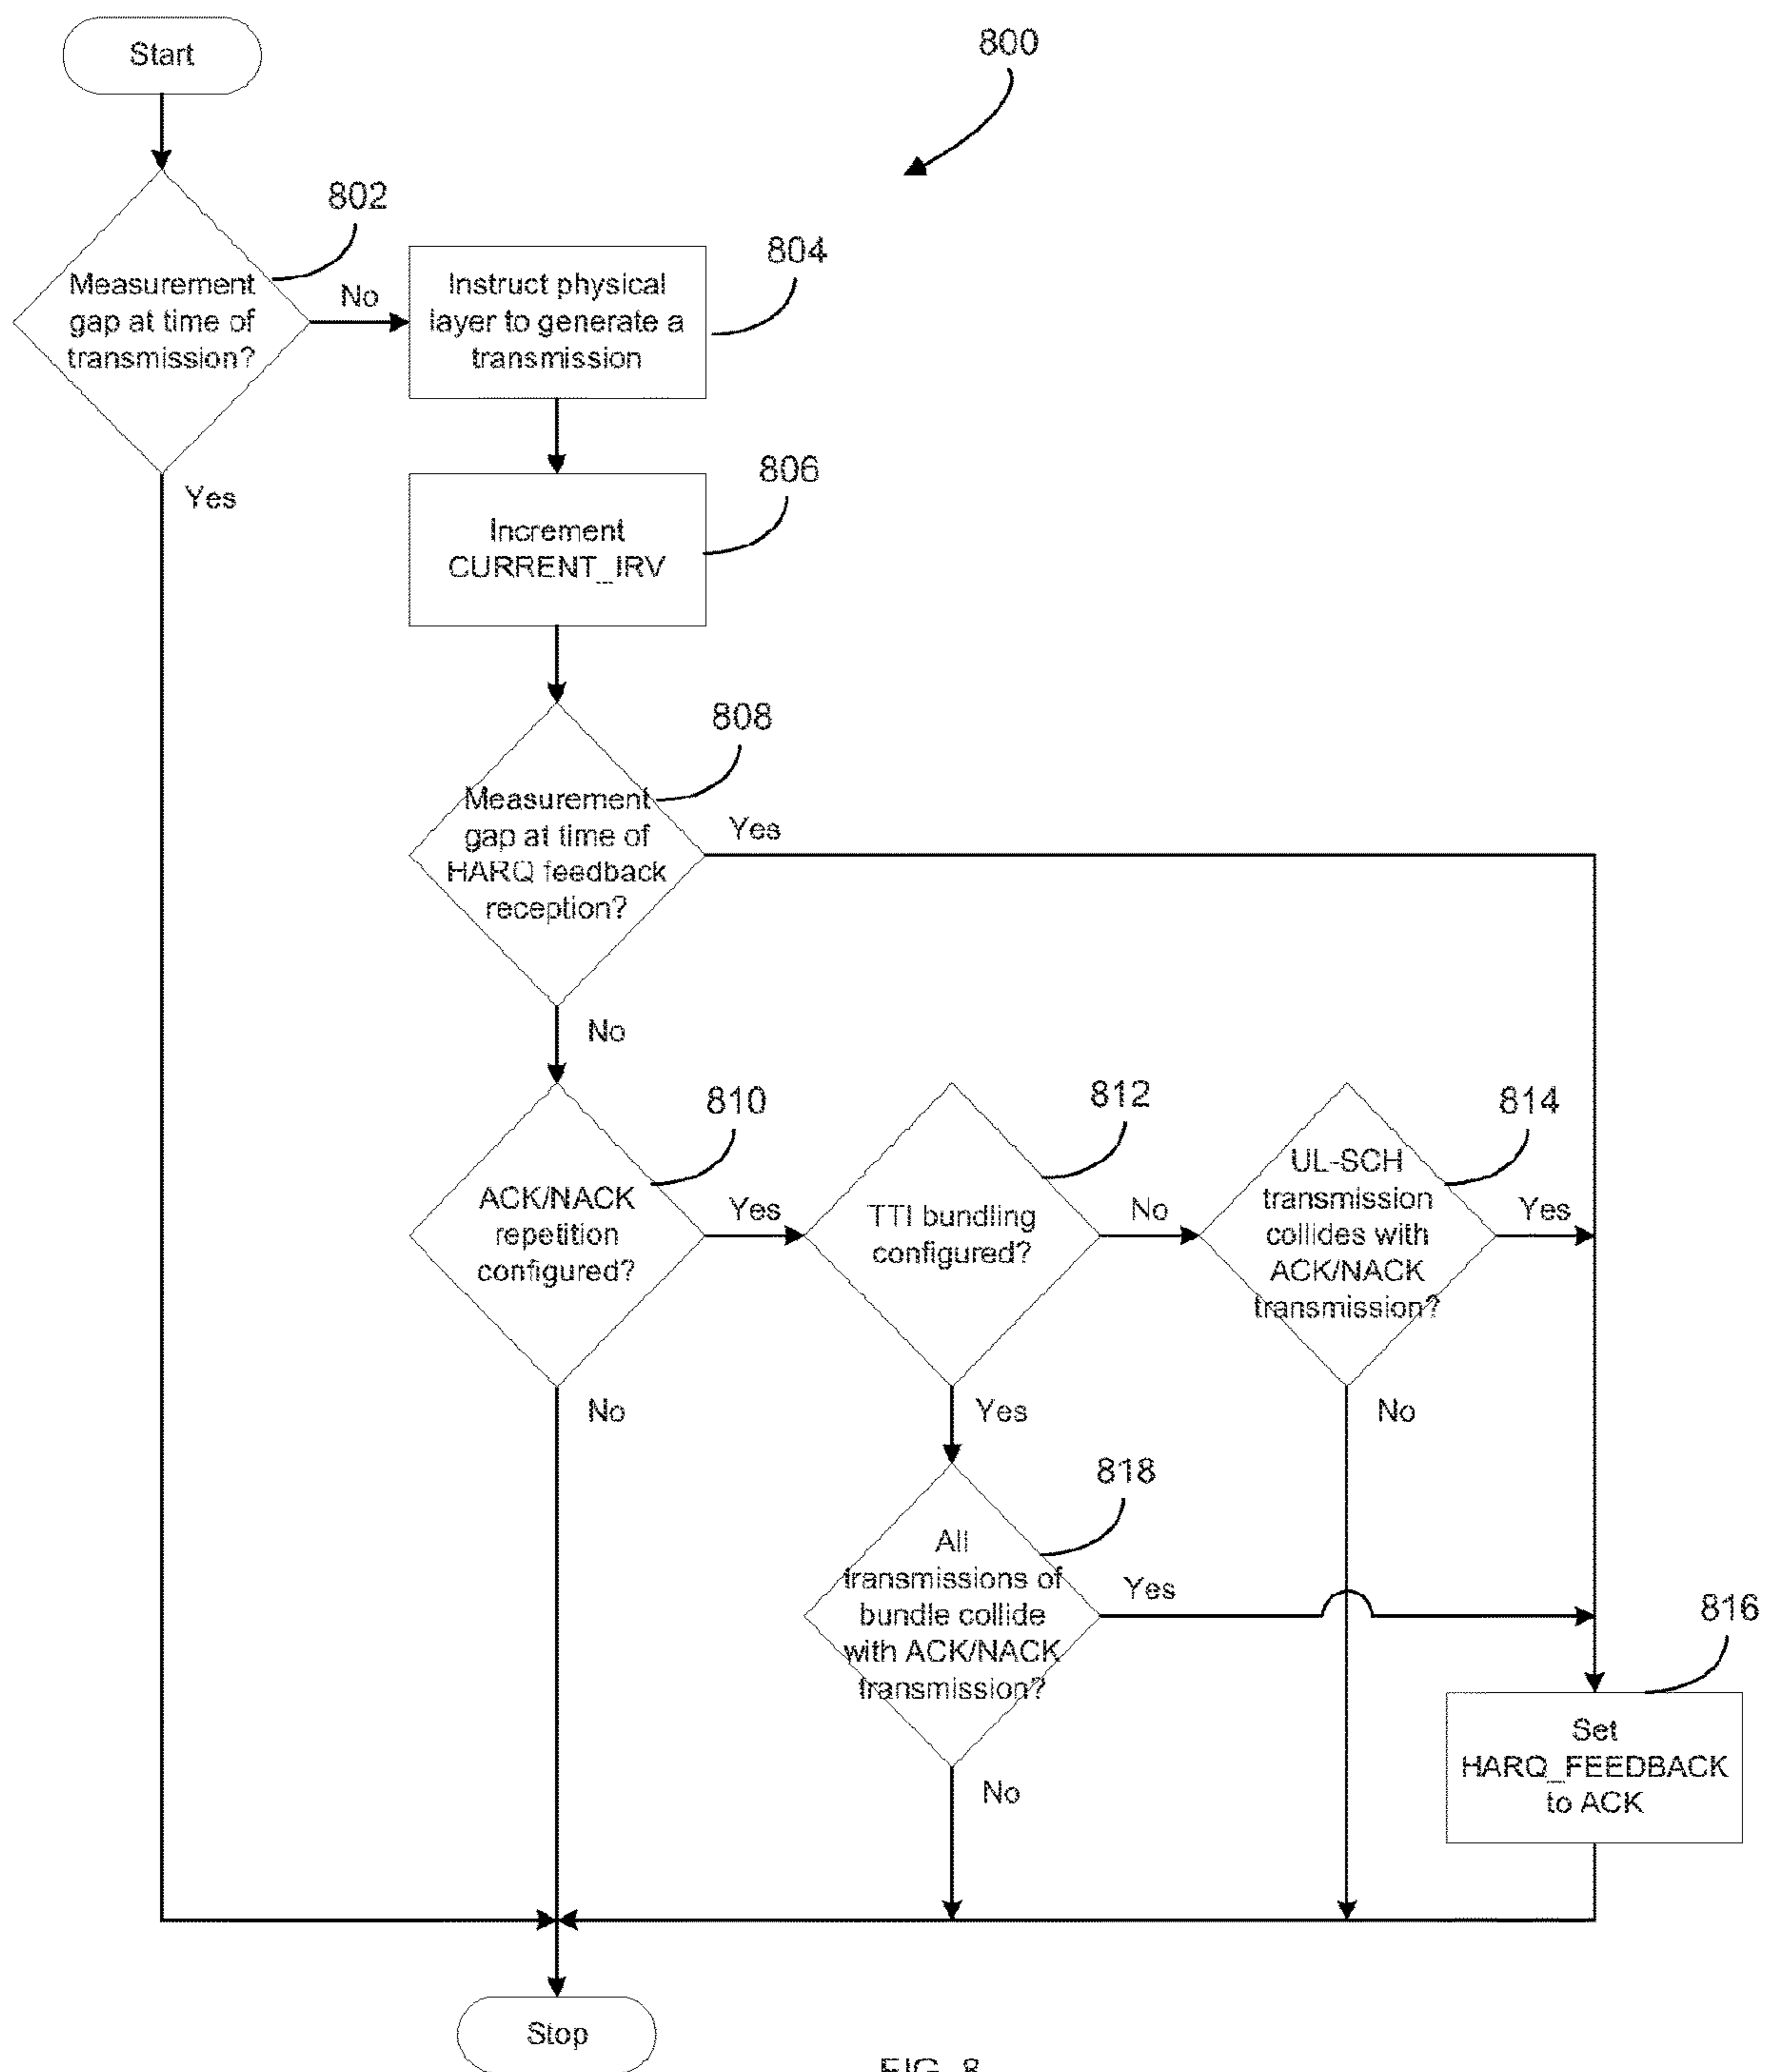 Start
800
802
Measurement
gap at time of
transmission?
No
Yes
804
Instruct physical
layer to generate a
transmission
806
Increment
CURRENT_IRV
808
Measurement
gap at time of
HARQ feedback
reception?
Yes
No
810
ACK/NACK
repetition
configured?
Yes
No
812
TTI bundling
configured?
No
Yes
814
UL-SCH
transmission
collides with
ACK/NACK
transmission?
Yes
No
818
All
transmissions of
bundle collide
with ACK/NACK
transmission?
Yes
No
816
Set
HARQ_FEEDBACK
to ACK
Stop
FIG. 8